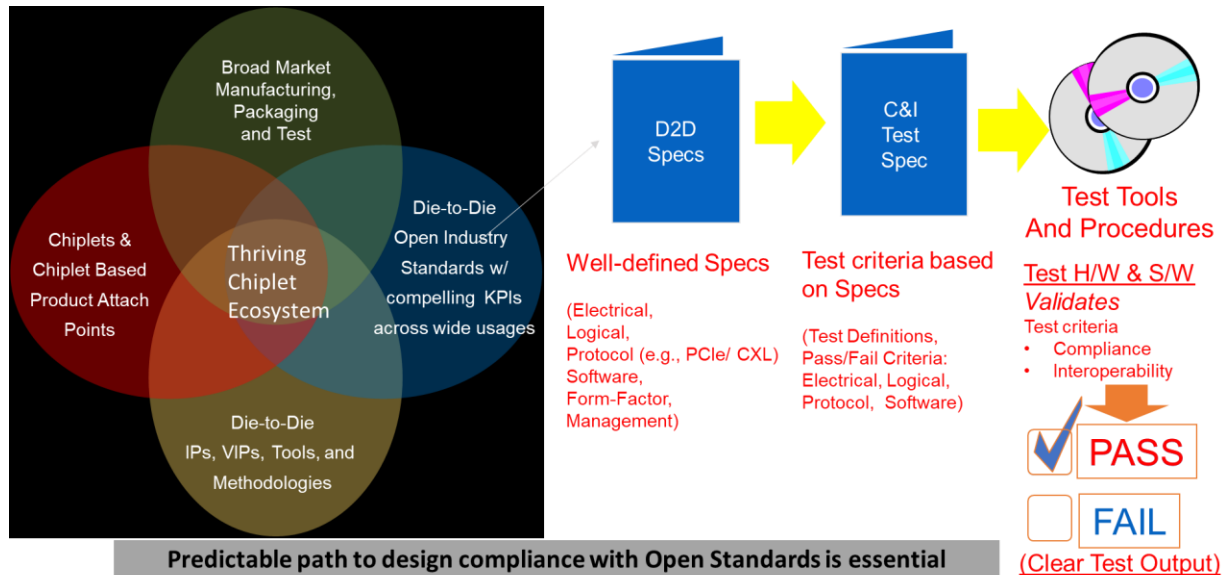 Broad Market
Manufacturing,
Packaging
and Test
Chiplets &
Chiplet Based
Product Attach
Points
Thriving
Chiplet
Ecosystem
Die-to-Die
Open Industry
Standards w/
compelling KPIs
across wide usages
Die-to-Die
IPs, VIPs, Tools, and
Methodologies
D2D
Specs
Well-defined Specs
(Electrical,
Logical,
Protocol (e.g., PCIe/ CXL)
Software,
Form-Factor,
Management)
C&I
Test
Spec
Test criteria based
on Specs
(Test Definitions,
Pass/Fail Criteria:
Electrical, Logical,
Protocol, Software)
Test Tools
And Procedures
Test H/W & S/W
Validates
Test criteria
• Compliance
• Interoperability
PASS
FAIL
(Clear Test Output)
Predictable path to design compliance with Open Standards is essential